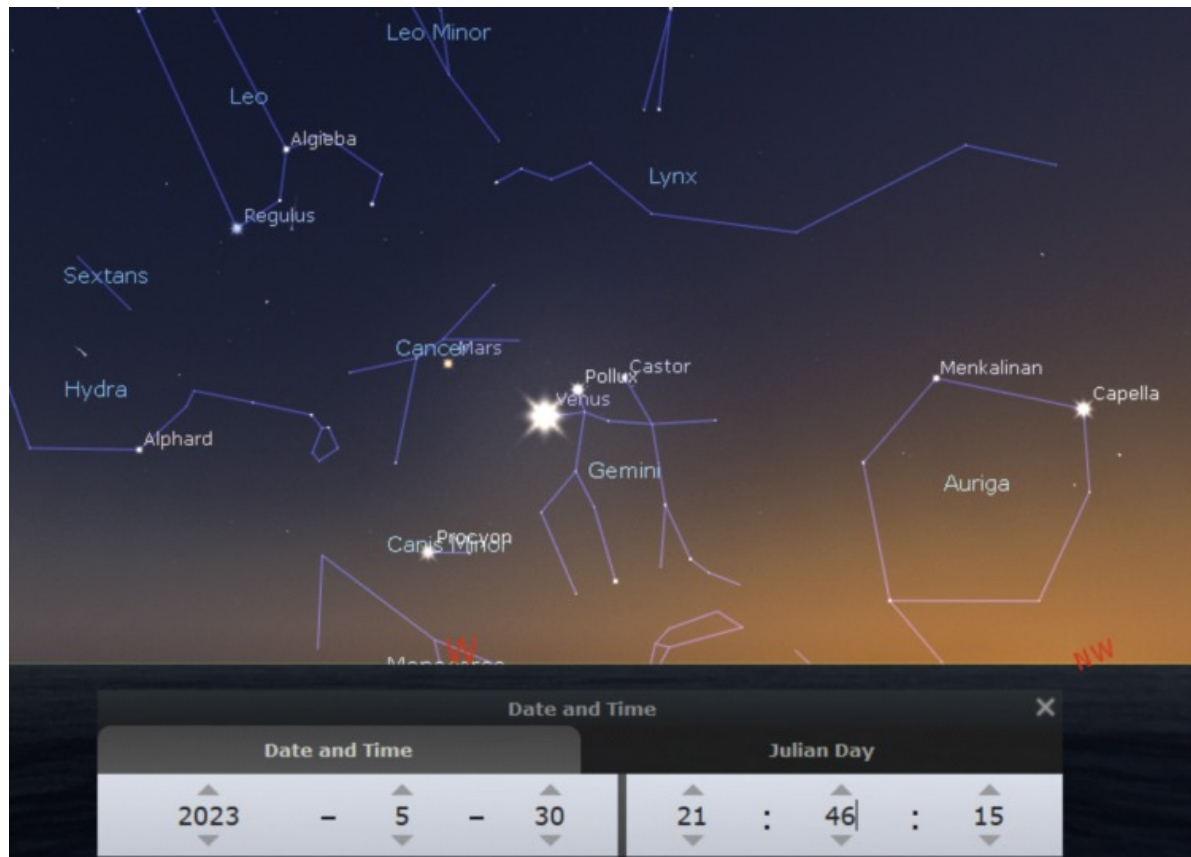 Leo Minor
Leo
Algieba
Lynx
Regulus
Sextans
Cancer
Mars
Pollux
Castor
Menkalinan
Capella
Hydra
Venus
Alphard
Gemini
Auriga
Procyon
Canis Minor
W
NW
Date and Time
Date and Time
Julian Day
2023 - 5 - 30 21 : 46 : 15